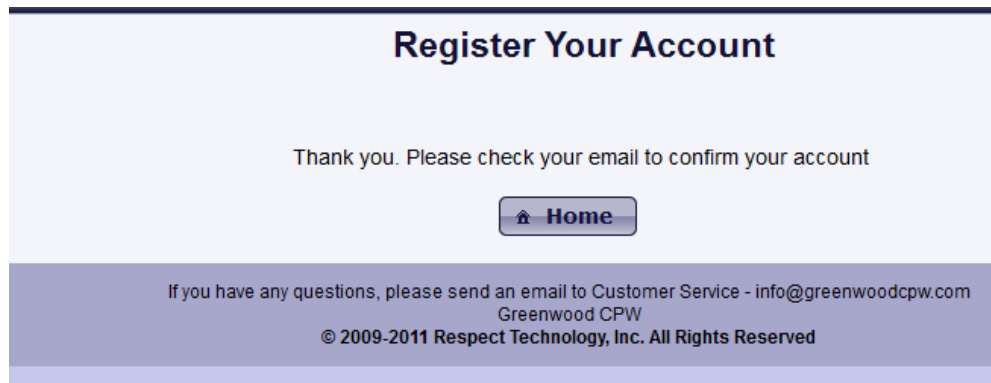 Register Your Account
Thank you. Please check your email to confirm your account
Home
If you have any questions, please send an email to Customer Service - info@greenwoodcpw.com
Greenwood CPW
© 2009-2011 Respect Technology, Inc. All Rights Reserved